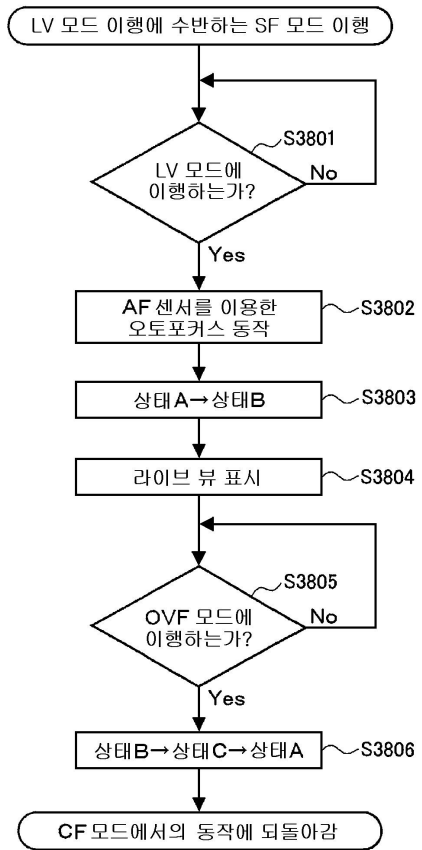 LV 모드 이행에 수반하는 SF 모드 이행
S3801
LV 모드에
이행하는가?
No
Yes
AF 센서를 이용한
오토포커스 동작
S3802
상태A→상태B
S3803
라이브 뷰 표시
S3804
S3805
OVF 모드에
이행하는가?
No
Yes
상태B→상태C→상태A
S3806
CF 모드에서의 동작에 되돌아감